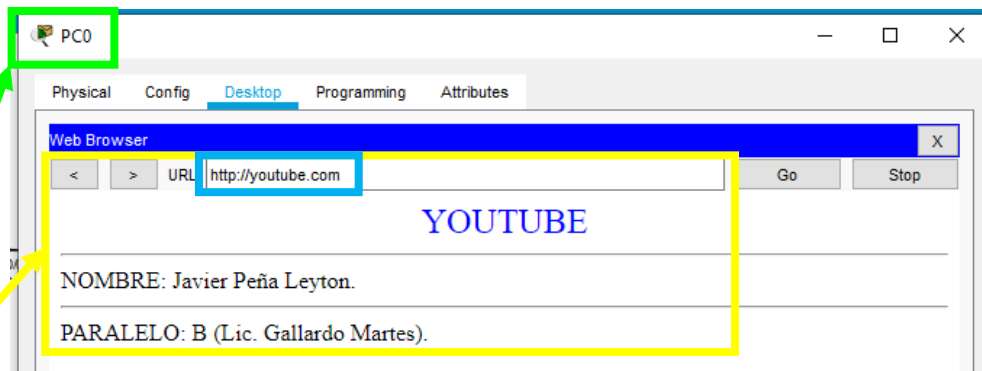 PC0
Physical Config Desktop Programming Attributes
Web Browser X
< > URL http://youtube.com Go Stop
YOUTUBE
NOMBRE: Javier Peña Leyton.
PARALELO: B (Lic. Gallardo Martes).